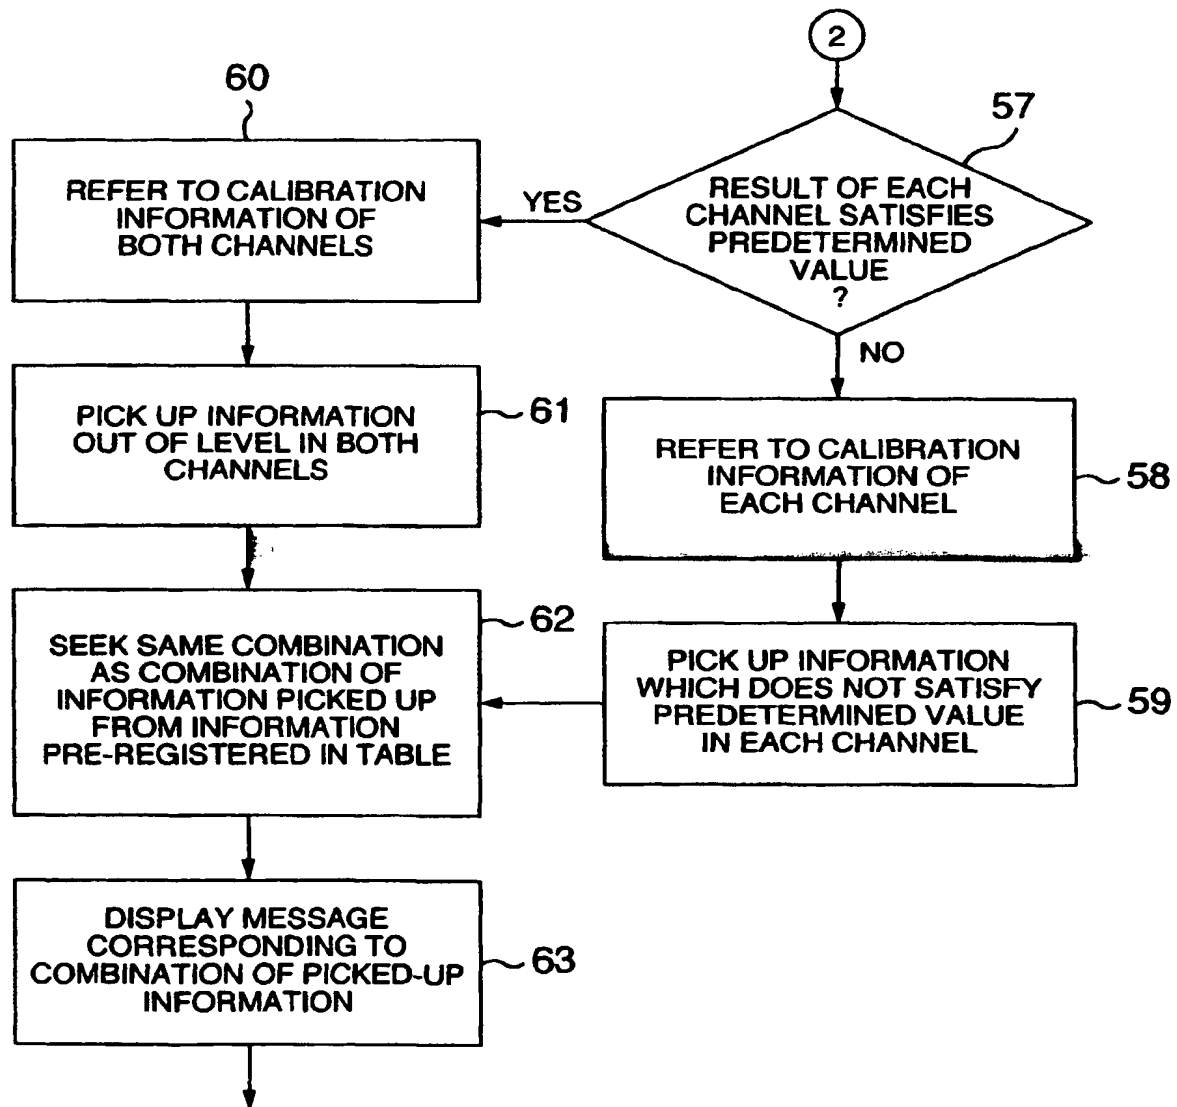 2
57
RESULT OF EACH
CHANNEL SATISFIES
PREDETERMINED
VALUE
?
YES
NO
60
REFER TO CALIBRATION
INFORMATION OF
BOTH CHANNELS
61
PICK UP INFORMATION
OUT OF LEVEL IN BOTH
CHANNELS
58
REFER TO CALIBRATION
INFORMATION OF
EACH CHANNEL
62
SEEK SAME COMBINATION
AS COMBINATION OF
INFORMATION PICKED UP
FROM INFORMATION
PRE-REGISTERED IN TABLE
59
PICK UP INFORMATION
WHICH DOES NOT SATISFY
PREDETERMINED VALUE
IN EACH CHANNEL
63
DISPLAY MESSAGE
CORRESPONDING TO
COMBINATION OF PICKED-UP
INFORMATION